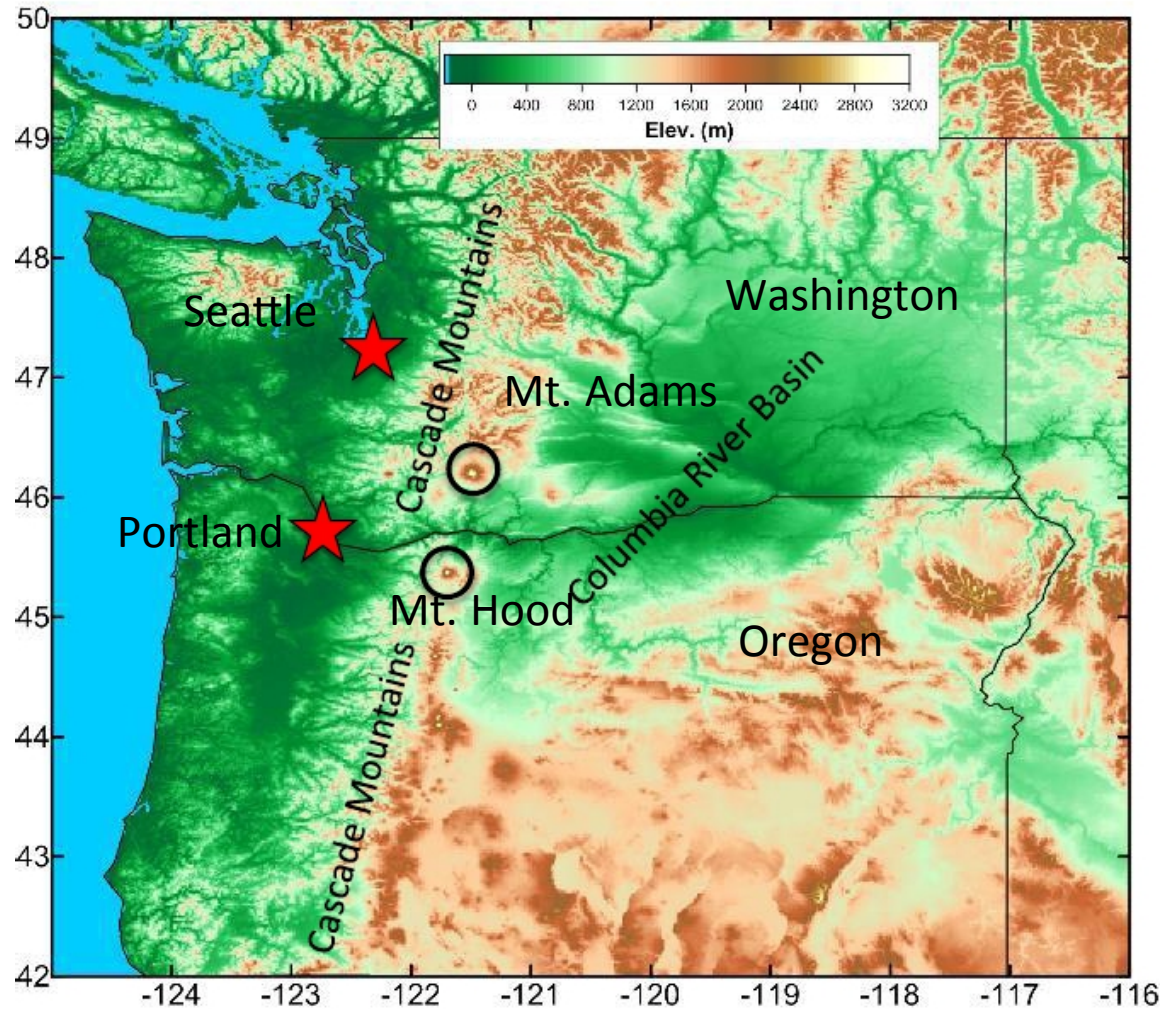 50
0 400 800 1200 1600 2000 2400 2800 3200
Elev. (m)
49
48
Cascade Mountains
Washington
Seattle
47
Mt. Adams
Columbia River Basin
46
Portland
45
Mt. Hood
Oregon
Cascade Mountains
44
43
42
-124 -123 -122 -121 -120 -119 -118 -117 -116